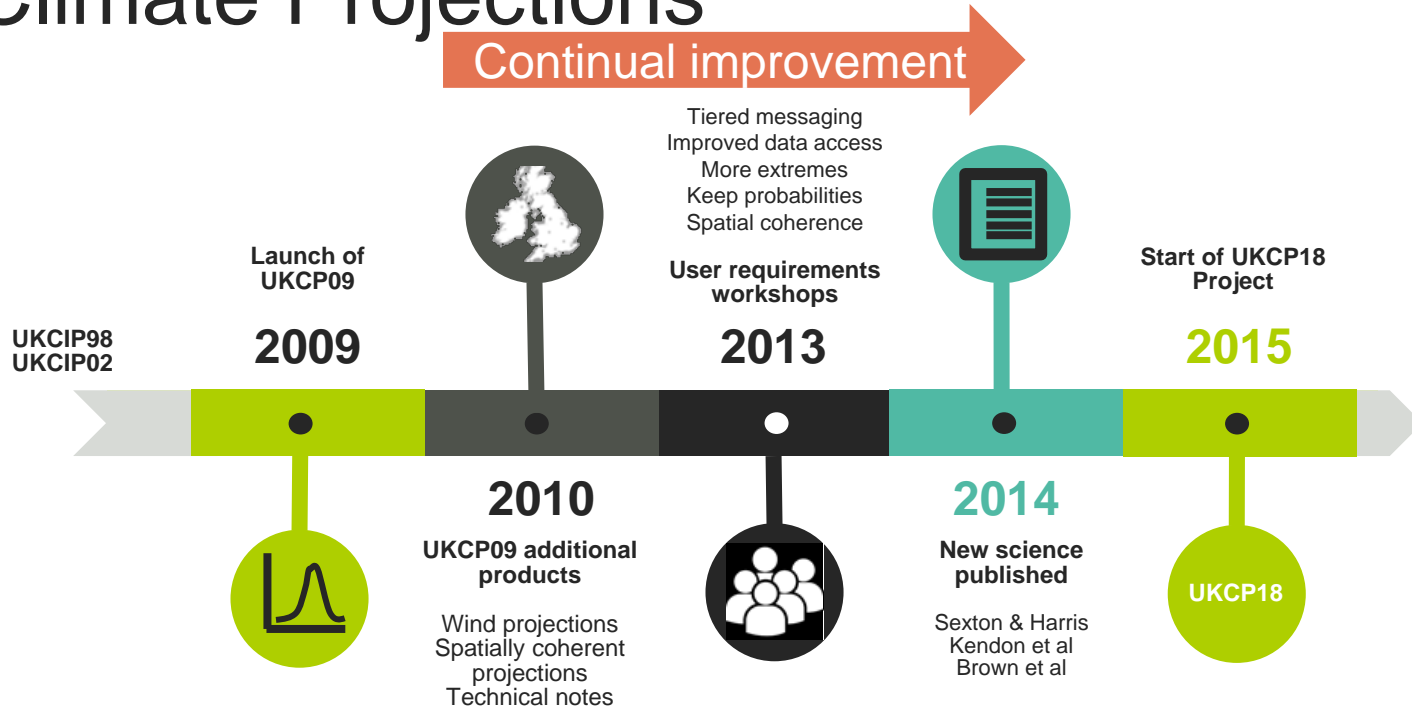 Climate Projections
Continual improvement
Tiered messaging
Improved data access
More extremes
Keep probabilities
Spatial coherence
Launch of
UKCP09
User requirements
workshops
Start of UKCP18
Project
UKCIP98
UKCIP02
2009
2013
2015
2010
2014
UKCP09 additional
products
New science
published
UKCP18
Wind projections
Spatially coherent
projections
Technical notes
Sexton & Harris
Kendon et al
Brown et al